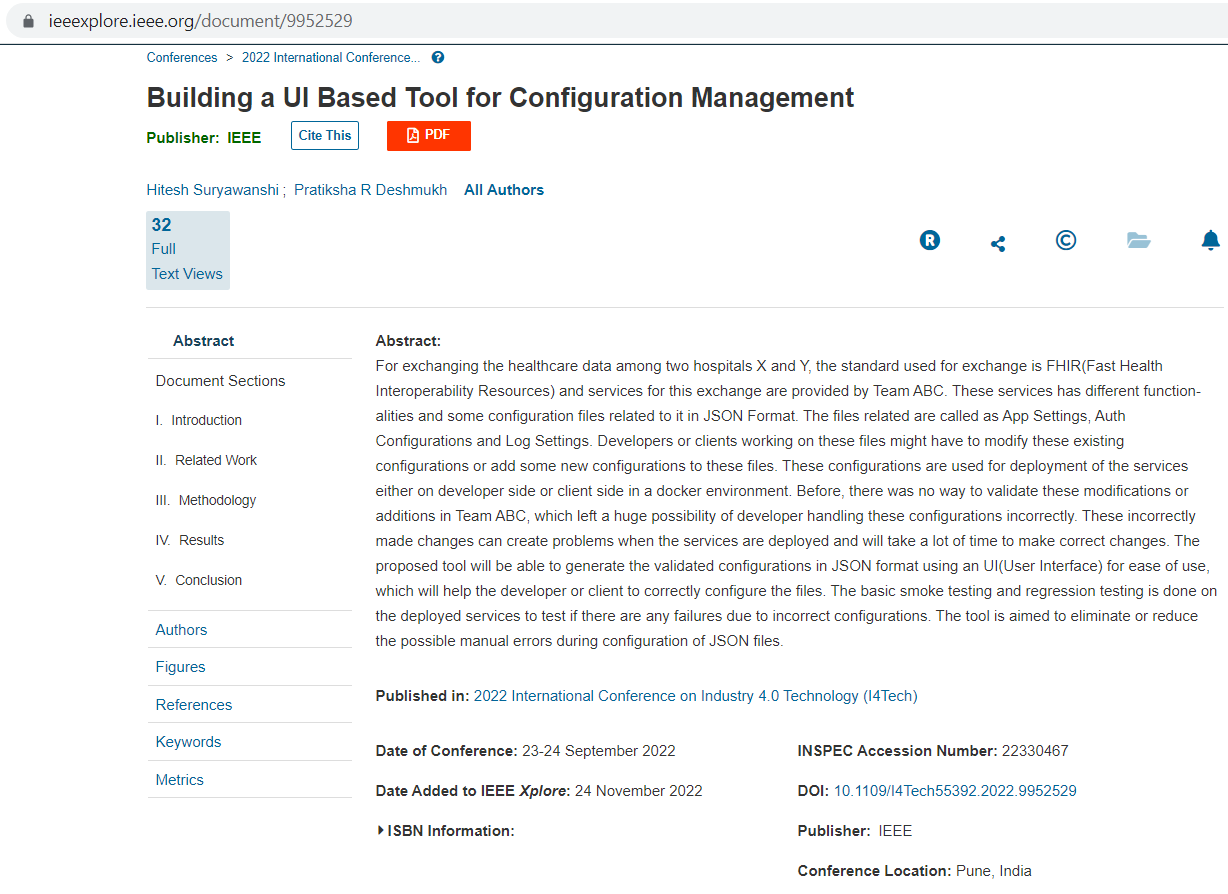 ieeexplore.ieee.org/document/9952529
Conferences > 2022 International Conference...
Building a UI Based Tool for Configuration Management
Publisher: IEEE Cite This PDF
Hitesh Suryawanshi ; Pratiksha R Deshmukh All Authors
32
Full
Text Views
Abstract
Document Sections
I. Introduction
II. Related Work
III. Methodology
IV. Results
V. Conclusion
Authors
Figures
References
Keywords
Metrics
Abstract:
For exchanging the healthcare data among two hospitals X and Y, the standard used for exchange is FHIR(Fast Health
Interoperability Resources) and services for this exchange are provided by Team ABC. These services has different function-
alities and some configuration files related to it in JSON Format. The files related are called as App Settings, Auth
Configurations and Log Settings. Developers or clients working on these files might have to modify these existing
configurations or add some new configurations to these files. These configurations are used for deployment of the services
either on developer side or client side in a docker environment. Before, there was no way to validate these modifications or
additions in Team ABC, which left a huge possibility of developer handling these configurations incorrectly. These incorrectly
made changes can create problems when the services are deployed and will take a lot of time to make correct changes. The
proposed tool will be able to generate the validated configurations in JSON format using an UI(User Interface) for ease of use,
which will help the developer or client to correctly configure the files. The basic smoke testing and regression testing is done on
the deployed services to test if there are any failures due to incorrect configurations. The tool is aimed to eliminate or reduce
the possible manual errors during configuration of JSON files.
Published in: 2022 International Conference on Industry 4.0 Technology (I4Tech)
Date of Conference: 23-24 September 2022
Date Added to IEEE Xplore: 24 November 2022
ISBN Information:
INSPEC Accession Number: 22330467
DOI: 10.1109/I4Tech55392.2022.9952529
Publisher: IEEE
Conference Location: Pune, India